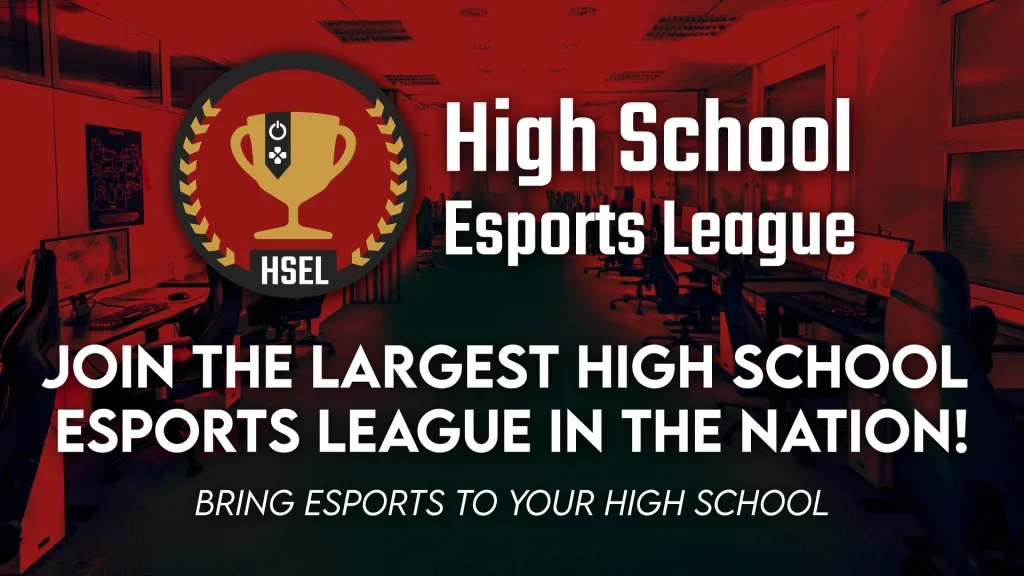 High School
Esports League
HSEL
JOIN THE LARGEST HIGH SCHOOL
ESPORTS LEAGUE IN THE NATION!
BRING ESPORTS TO YOUR HIGH SCHOOL